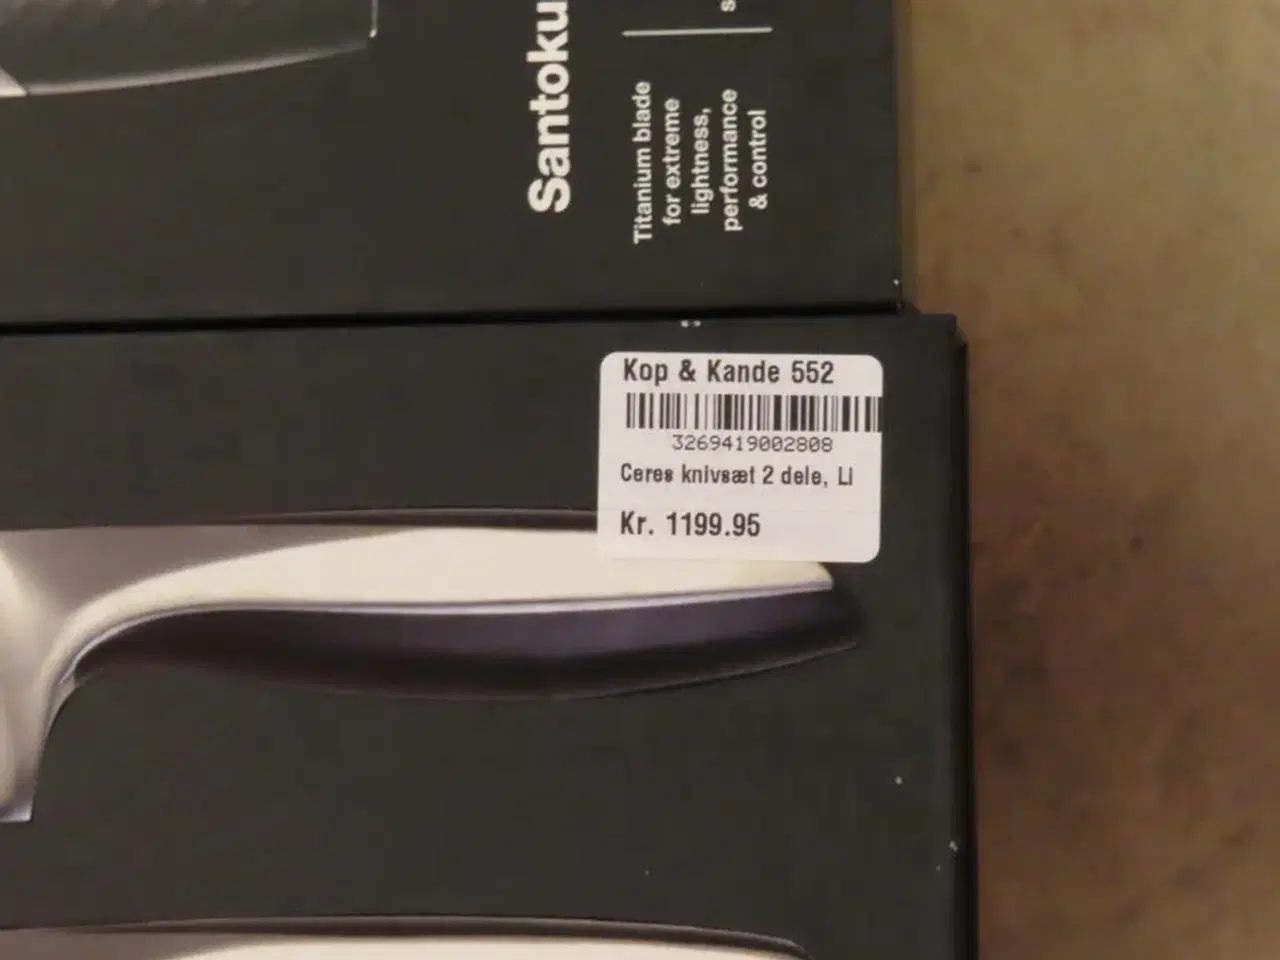 Santoku
Titanium blade
for extreme
lightness,
performance
& control
Kop & Kande 552
3269419002808
Ceres knivsæt 2 dele, LI
Kr. 1199.95